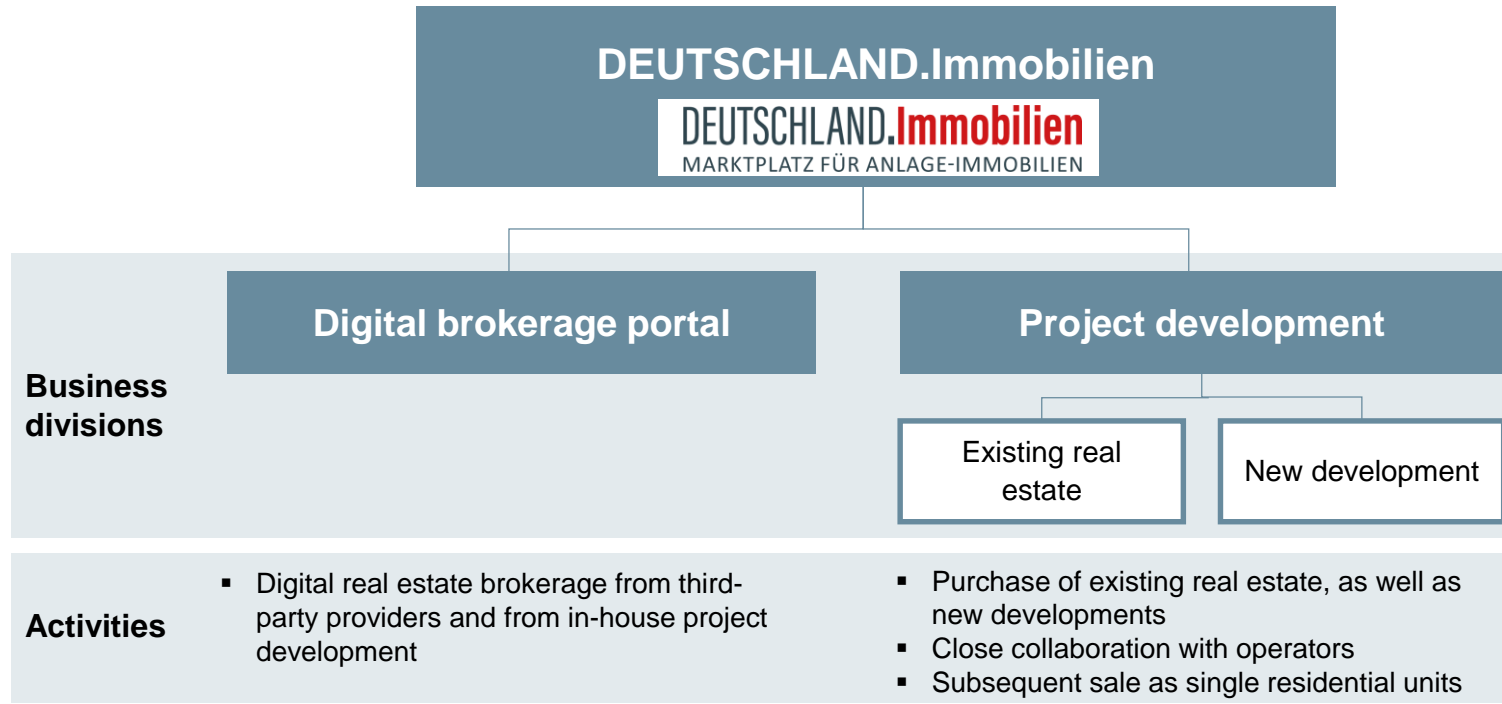 DEUTSCHLAND.Immobilien
DEUTSCHLAND.Immobilien
MARKTPLATZ FÜR ANLAGE-IMMOBILIEN
Digital brokerage portal
Project development
Business
divisions
Existing real
estate
New development
Activities
▪ Digital real estate brokerage from third-
party providers and from in-house project
development
▪ Purchase of existing real estate, as well as
new developments
▪ Close collaboration with operators
▪ Subsequent sale as single residential units